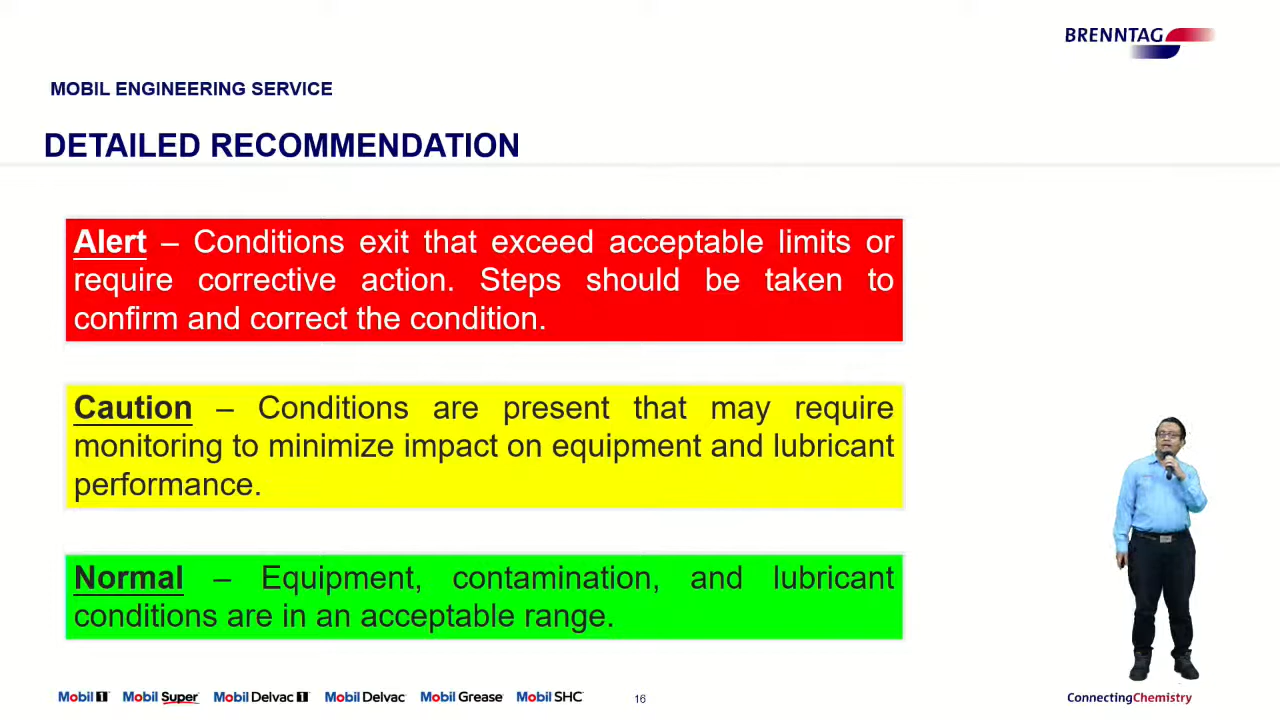 BRENNTAG
MOBIL ENGINEERING SERVICE
DETAILED RECOMMENDATION
Alert – Conditions exit that exceed acceptable limits or
require corrective action. Steps should be taken to
confirm and correct the condition.
Caution – Conditions are present that may require
monitoring to minimize impact on equipment and lubricant
performance.
Normal – Equipment, contamination, and lubricant
conditions are in an acceptable range.
Mobil 1 Mobil Super Mobil Delvac 1 Mobil Delvac Mobil Grease Mobil SHC 16 ConnectingChemistry